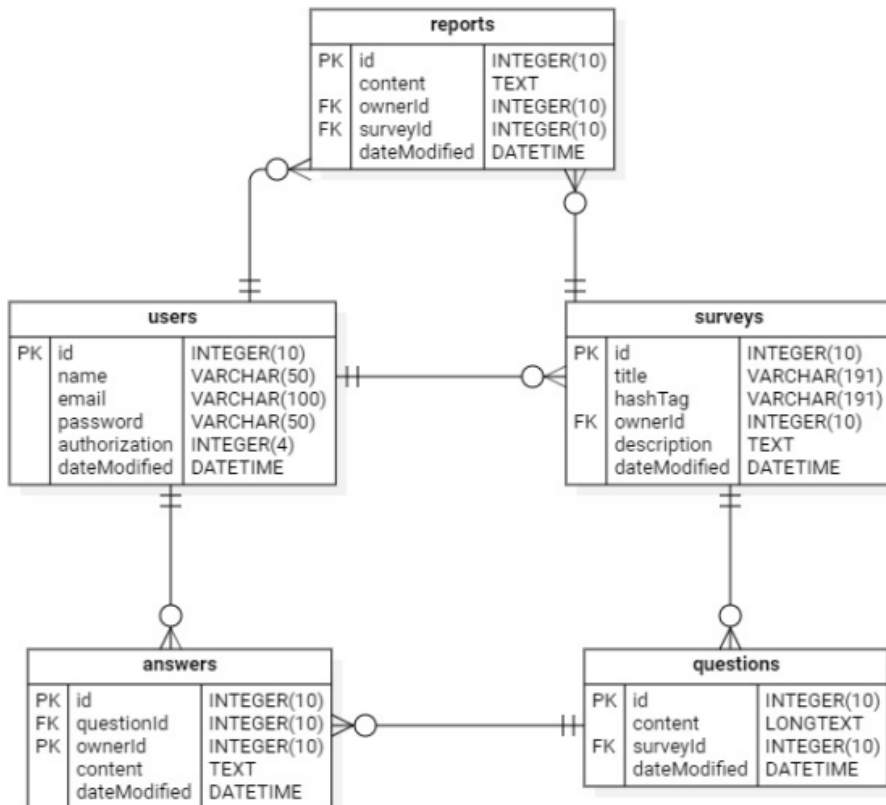 reports
PK id INTEGER(10)
content TEXT
FK ownerId INTEGER(10)
FK surveyId INTEGER(10)
dateModified DATETIME
users
PK id INTEGER(10)
name VARCHAR(50)
email VARCHAR(100)
password VARCHAR(50)
authorization INTEGER(4)
dateModified DATETIME
surveys
PK id INTEGER(10)
title VARCHAR(191)
hashTag VARCHAR(191)
FK ownerId INTEGER(10)
description TEXT
dateModified DATETIME
answers
PK id INTEGER(10)
FK questionId INTEGER(10)
PK ownerId INTEGER(10)
content TEXT
dateModified DATETIME
questions
PK id INTEGER(10)
content LONGTEXT
FK surveyId INTEGER(10)
dateModified DATETIME